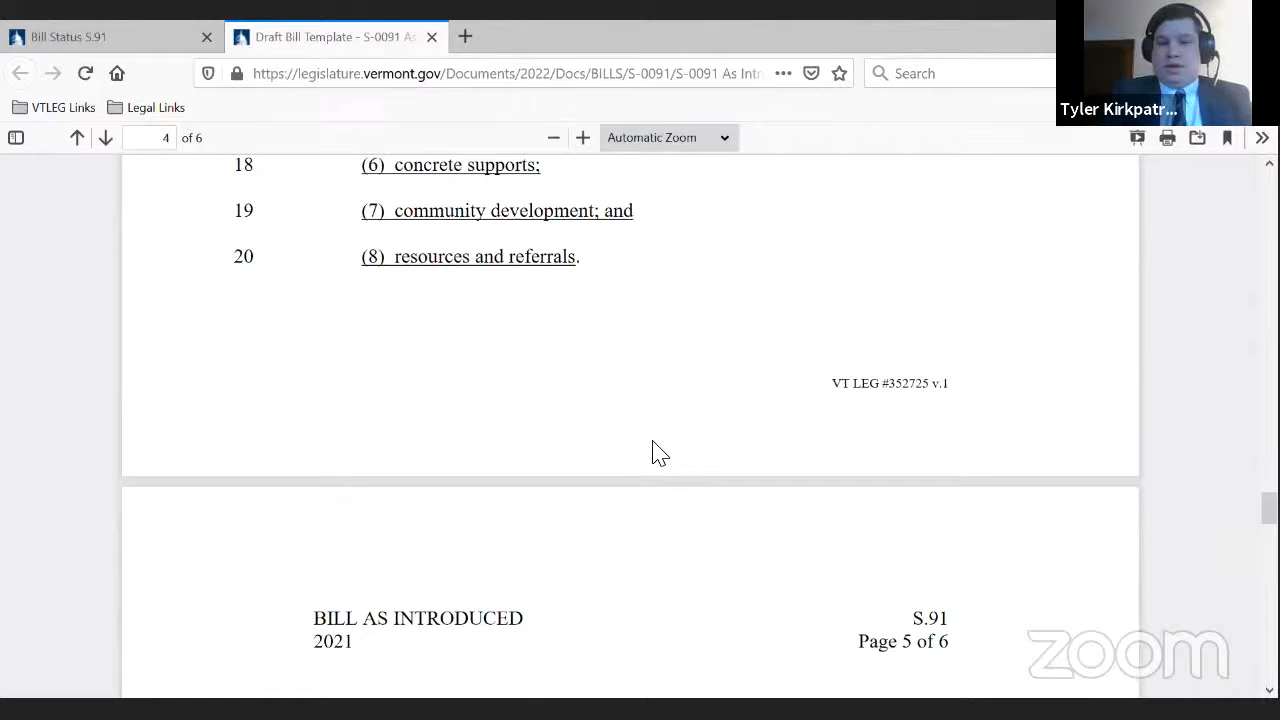 Bill Status S.91
Draft Bill Template - S-0091 As
https://legislature.vermont.gov/Documents/2022/Docs/BILLS/S-0091/S-0091 As Intr
Search
VTLEG Links
Legal Links
Tyler Kirkpatr...
4 of 6
Automatic Zoom
18 (6) concrete supports;
19 (7) community development; and
20 (8) resources and referrals.
VT LEG #352725 v.1
BILL AS INTRODUCED S.91
2021 Page 5 of 6
zoom